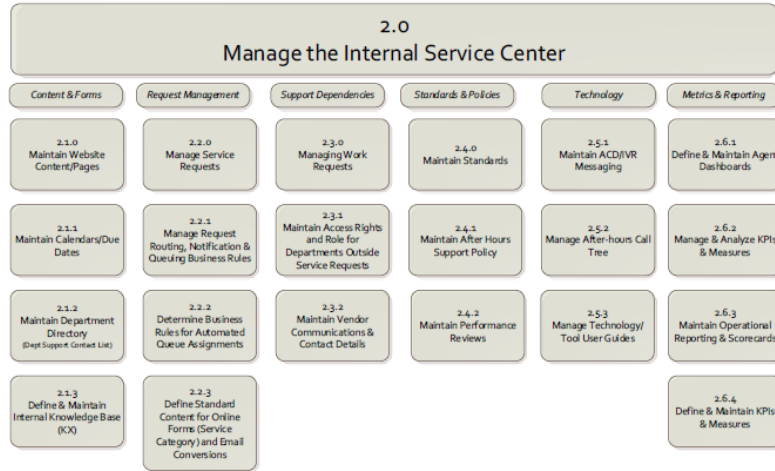 2.0
Manage the Internal Service Center
Content & Forms
Request Management
Support Dependencies
Standards & Policies
Technology
Metrics & Reporting
2.1.0
Maintain Website
Content/Pages
2.2.0
Manage Service
Requests
2.3.0
Managing Work
Requests
2.4.0
Maintain Standards
2.5.1
Maintain ACD/IVR
Messaging
2.6.1
Define & Maintain Agen
Dashboards
2.1.1
Maintain Calendars/Due
Dates
2.2.1
Manage Request
Routing, Notification &
Queuing Business Rules
2.3.1
Maintain Access Rights
and Role for
Departments Outside
Service Requests
2.4.1
Maintain After Hours
Support Policy
2.5.2
Manage After-hours Call
Tree
2.6.2
Manage & Analyze KPIs
& Measures
2.1.2
Maintain Department
Directory
(Dept Support Contact List)
2.2.2
Determine Business
Rules for Automated
Queue Assignments
2.3.2
Maintain Vendor
Communications &
Contact Details
2.4.2
Maintain Performance
Reviews
2.5.3
Manage Technology/
Tool User Guides
2.6.3
Maintain Operational
Reporting & Scorecards
2.1.3
Define & Maintain
Internal Knowledge Base
(KX)
2.2.3
Define Standard
Content for Online
Forms (Service
Category) and Email
Conversions
2.6.4
Define & Maintain KPIs
& Measures